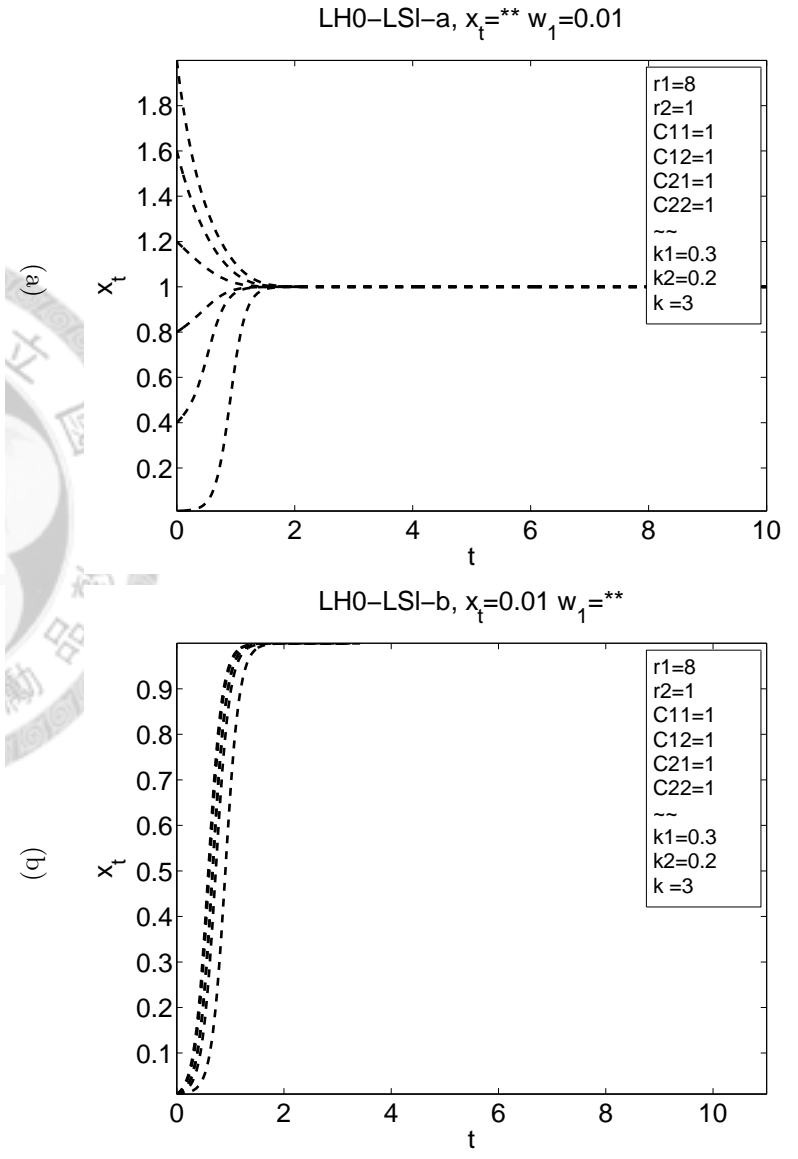 LH0−LSI−a, x_t=** w_1=0.01
1.8
1.6
1.4
1.2
1
0.8
0.6
0.4
0.2
x_t
0 2 4 6 8 10
t
r1=8
r2=1
C11=1
C12=1
C21=1
C22=1
~~
k1=0.3
k2=0.2
k =3
(a)
LH0−LSI−b, x_t=0.01 w_1=**
0.9
0.8
0.7
0.6
0.5
0.4
0.3
0.2
0.1
x_t
0 2 4 6 8 10
t
r1=8
r2=1
C11=1
C12=1
C21=1
C22=1
~~
k1=0.3
k2=0.2
k =3
(b)
立